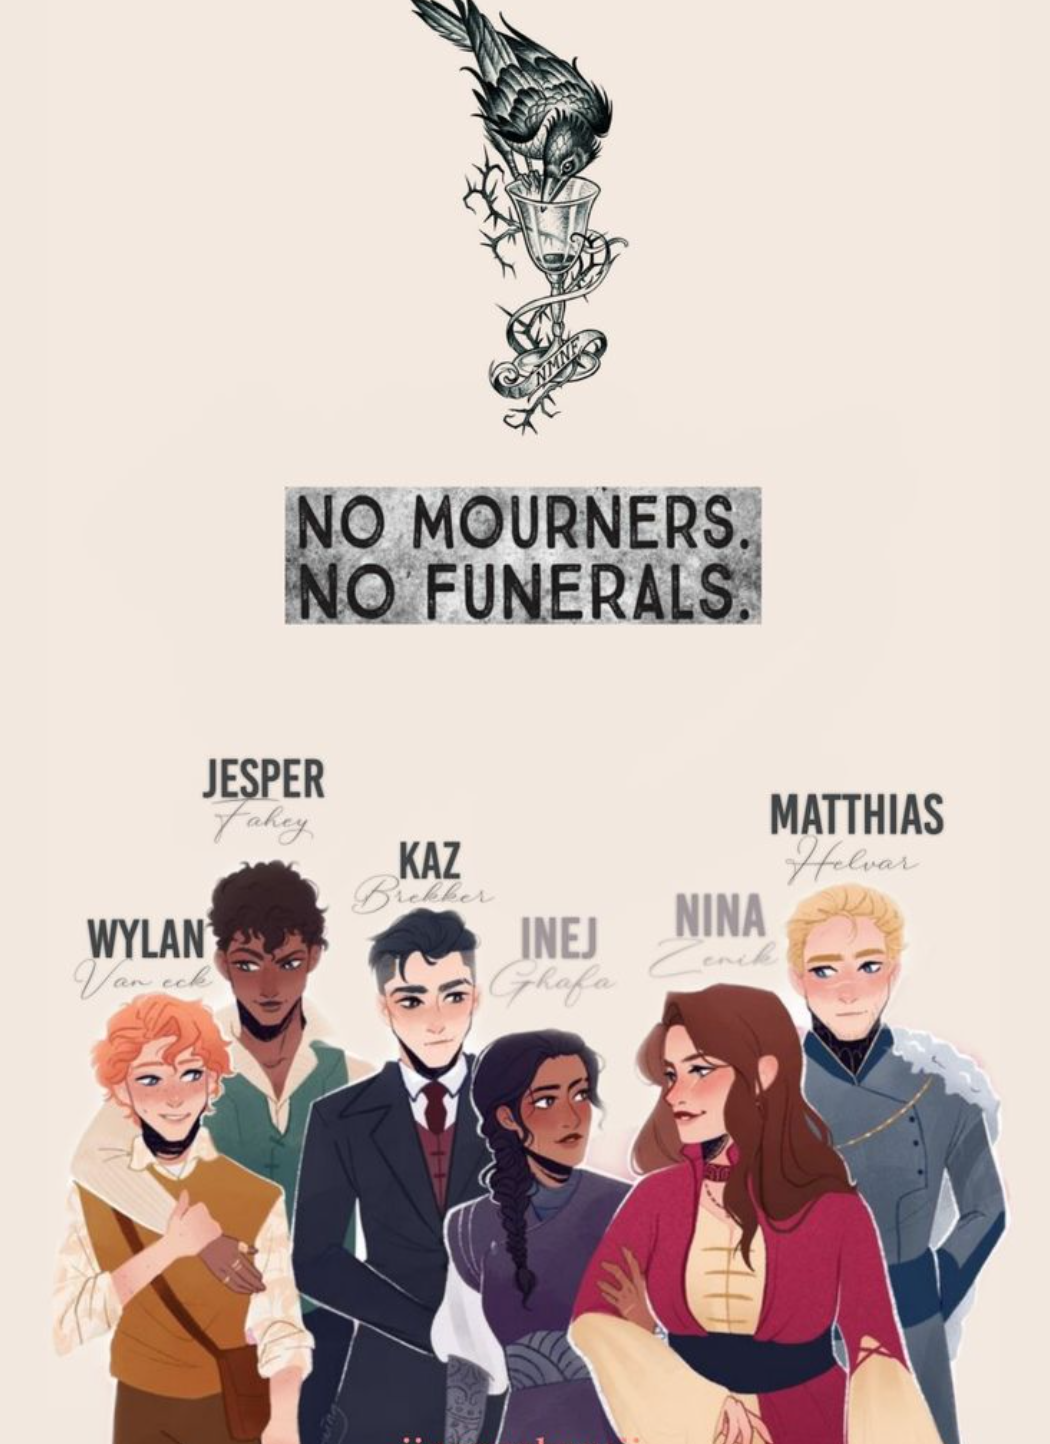 NMNF
NO MOURNERS.
NO FUNERALS.
JESPER
Fahey
MATTHIAS
Helvar
KAZ
Brekker
NINA
Zenik
WYLAN
Van eck
INEJ
Ghafa